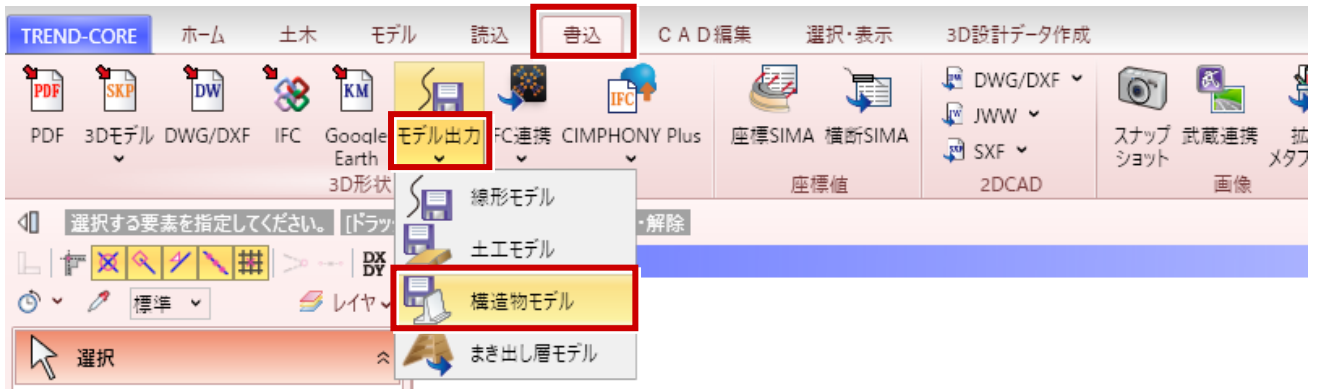 TREND-CORE ホーム 土木 モデル 読込 書込 CAD編集 選択・表示 3D設計データ作成
PDF SKP DW KM IFC
DWG/DXF
JWW
SXF
PDF 3Dモデル DWG/DXF IFC Google Earth モデル出力 FC連携 CIMPHONY Plus 座標SIMA 横断SIMA スナップショット 武蔵連携 拡
メタフ
3D形状 座標値 2DCAD 画像
線形モデル
選択する要素を指定してください。 [ドラッ ・解除
土工モデル
DX
DY
構造物モデル
標準 レイヤ
選択 まき出し層モデル